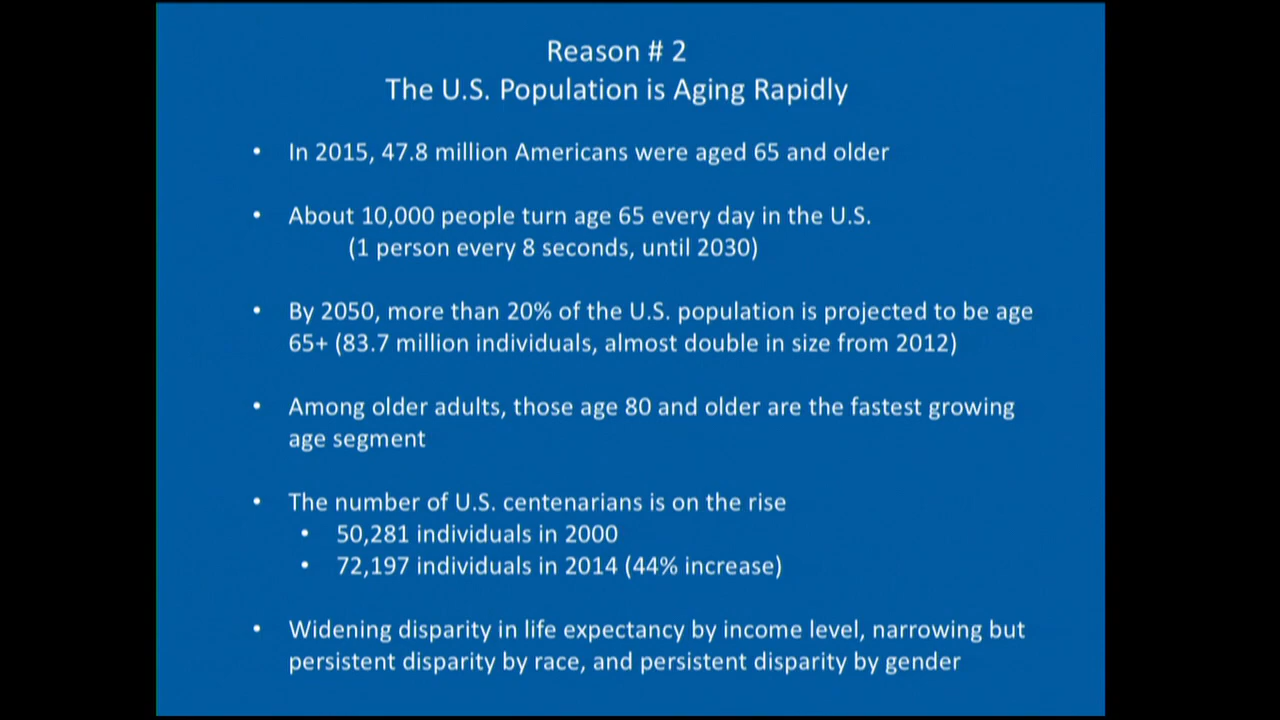 Reason # 2
The U.S. Population is Aging Rapidly
• In 2015, 47.8 million Americans were aged 65 and older
• About 10,000 people turn age 65 every day in the U.S.
(1 person every 8 seconds, until 2030)
• By 2050, more than 20% of the U.S. population is projected to be age
65+ (83.7 million individuals, almost double in size from 2012)
• Among older adults, those age 80 and older are the fastest growing
age segment
• The number of U.S. centenarians is on the rise
• 50,281 individuals in 2000
• 72,197 individuals in 2014 (44% increase)
• Widening disparity in life expectancy by income level, narrowing but
persistent disparity by race, and persistent disparity by gender